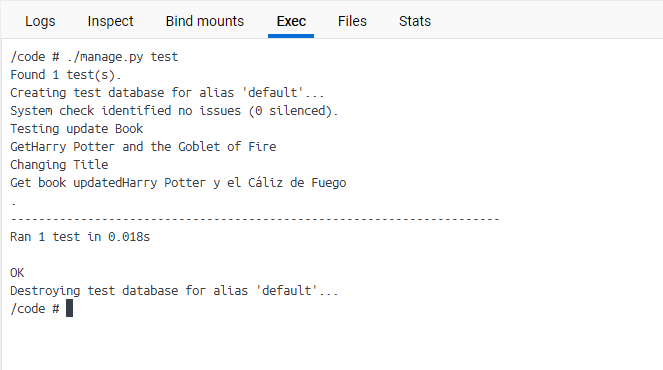 Logs Inspect Bind mounts Exec Files Stats
/code # ./manage.py test
Found 1 test(s).
Creating test database for alias 'default'...
System check identified no issues (0 silenced).
Testing update Book
GetHarry Potter and the Goblet of Fire
Changing Title
Get book updatedHarry Potter y el Cáliz de Fuego
.
----------------------------------------------------------------------
Ran 1 test in 0.018s
OK
Destroying test database for alias 'default'...
/code #